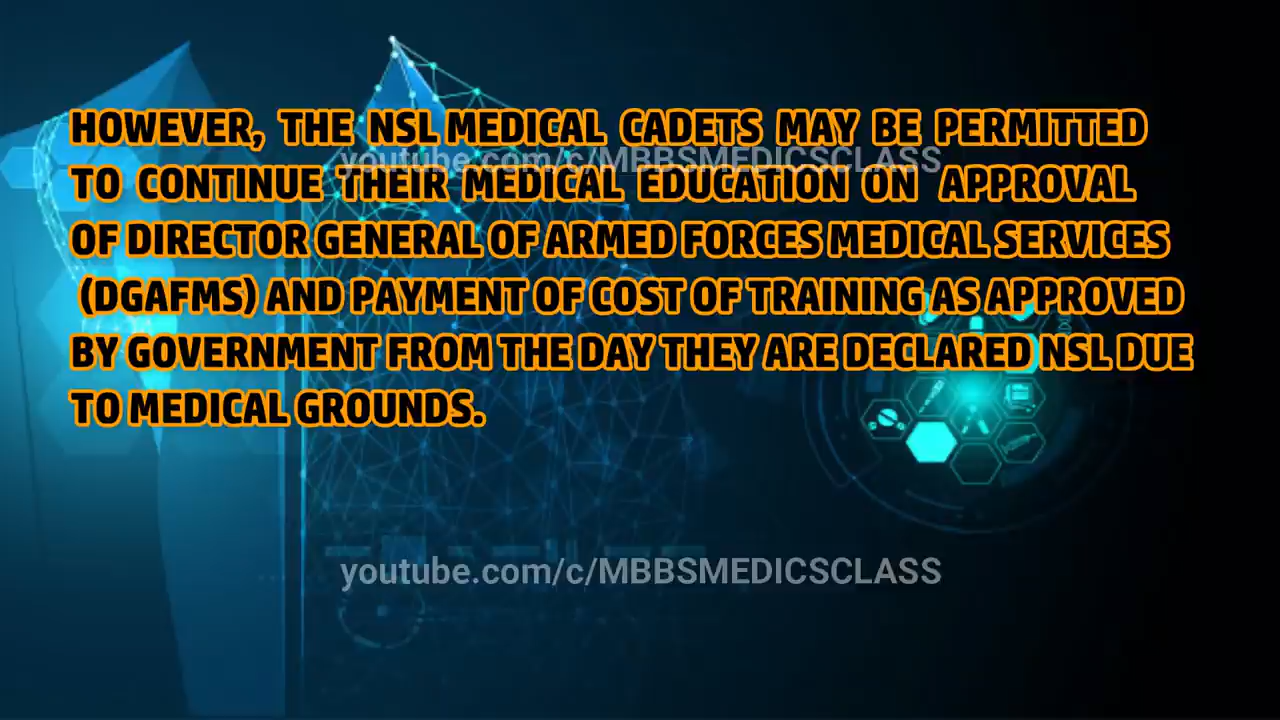 HOWEVER, THE NSL MEDICAL CADETS MAY BE PERMITTED
youtube.com/c/MBBSMEDICSCLASS
TO CONTINUE THEIR MEDICAL EDUCATION ON APPROVAL
OF DIRECTOR GENERAL OF ARMED FORCES MEDICAL SERVICES
(DGAFMS) AND PAYMENT OF COST OF TRAINING AS APPROVED
BY GOVERNMENT FROM THE DAY THEY ARE DECLARED NSL DUE
TO MEDICAL GROUNDS.
youtube.com/c/MBBSMEDICSCLASS